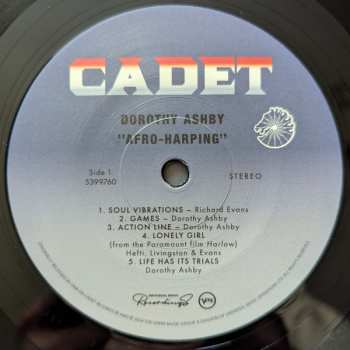 CADET
DOROTHY ASHBY
"AFRO-HARPING"
Side 1
5399760
STEREO
1. SOUL VIBRATIONS – Richard Evans
2. GAMES – Dorothy Ashby
3. ACTION LINE – Dorothy Ashby
4. LONELY GIRL
(from the Paramount film Harlow)
Hefti, Livingston & Evans
5. LIFE HAS ITS TRIALS
Dorothy Ashby
Recordings